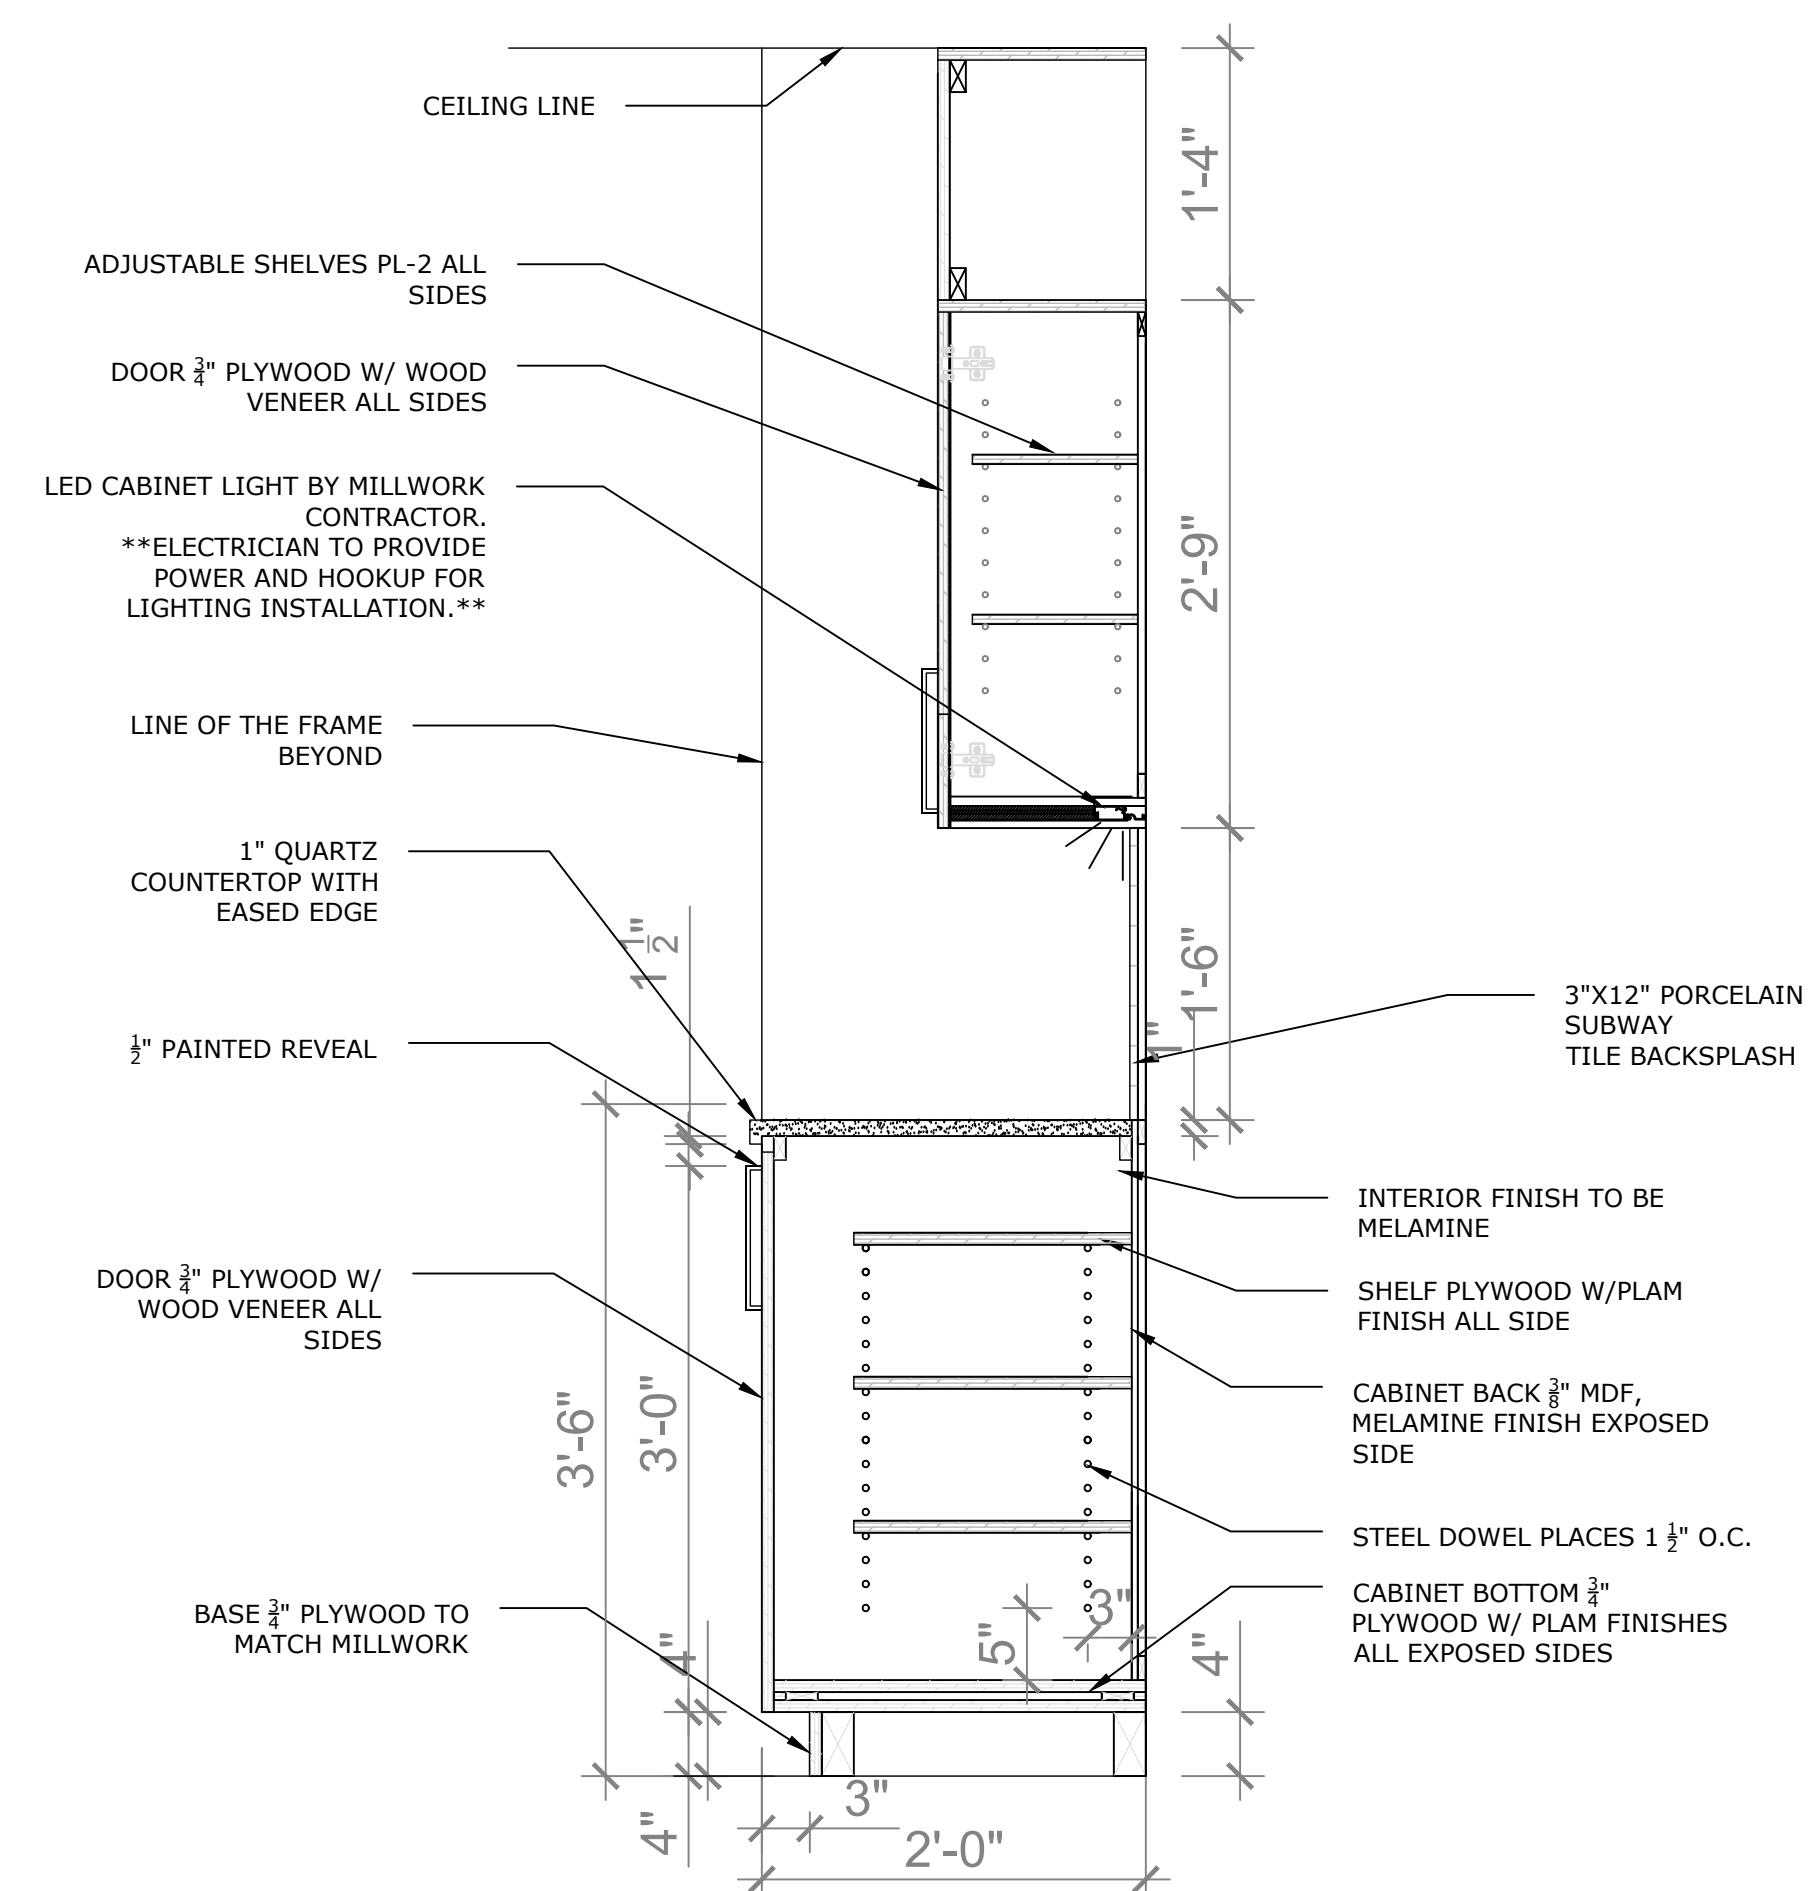 CEILING LINE
1'-4"
ADJUSTABLE SHELVES PL-2 ALL
SIDES
DOOR 3/4" PLYWOOD W/ WOOD
VENEER ALL SIDES
LED CABINET LIGHT BY MILLWORK
CONTRACTOR.
**ELECTRICIAN TO PROVIDE
POWER AND HOOKUP FOR
LIGHTING INSTALLATION.**
2'-9"
LINE OF THE FRAME
BEYOND
1" QUARTZ
COUNTERTOP WITH
EASED EDGE
1 1/2"
1'-6"
1"
3"X12" PORCELAIN
SUBWAY
TILE BACKSPLASH
1/2" PAINTED REVEAL
INTERIOR FINISH TO BE
MELAMINE
DOOR 3/4" PLYWOOD W/
WOOD VENEER ALL
SIDES
SHELF PLYWOOD W/PLAM
FINISH ALL SIDE
3'-6"
3'-0"
CABINET BACK 3/8" MDF,
MELAMINE FINISH EXPOSED
SIDE
STEEL DOWEL PLACES 1 1/2" O.C.
BASE 3/4" PLYWOOD TO
MATCH MILLWORK
CABINET BOTTOM 3/4"
PLYWOOD W/ PLAM FINISHES
ALL EXPOSED SIDES
4"
5"
3"
4"
4"
3"
2'-0"